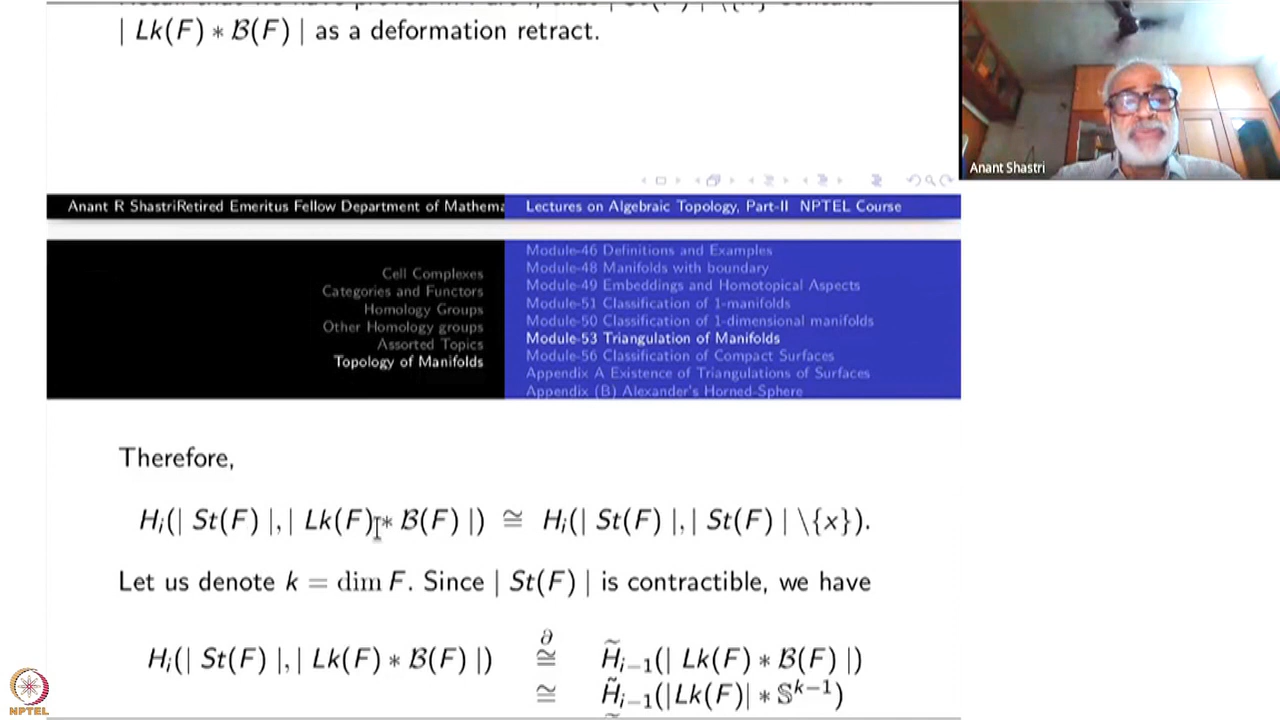 | Lk(F) ∗ ℬ(F) | as a deformation retract.
Anant Shastri
Anant R ShastriRetired Emeritus Fellow Department of Mathema
Lectures on Algebraic Topology, Part-II NPTEL Course
Cell Complexes
Categories and Functors
Homology Groups
Other Homology groups
Assorted Topics
Topology of Manifolds
Module-46 Definitions and Examples
Module-48 Manifolds with boundary
Module-49 Embeddings and Homotopical Aspects
Module-51 Classification of 1-manifolds
Module-50 Classification of 1-dimensional manifolds
Module-53 Triangulation of Manifolds
Module-56 Classification of Compact Surfaces
Appendix A Existence of Triangulations of Surfaces
Appendix (B) Alexander's Horned-Sphere
Therefore,
H_i(| St(F) |, | Lk(F) ∗ ℬ(F) |) ≅ H_i(| St(F) |, | St(F) | \{x}).
Let us denote k = dim F. Since | St(F) | is contractible, we have
H_i(| St(F) |, | Lk(F) ∗ ℬ(F) |) ≅^∂ H̃_{i−1}(| Lk(F) ∗ ℬ(F) |)
≅ H̃_{i−1}(|Lk(F)| ∗ 𝕊^{k−1})
NPTEL